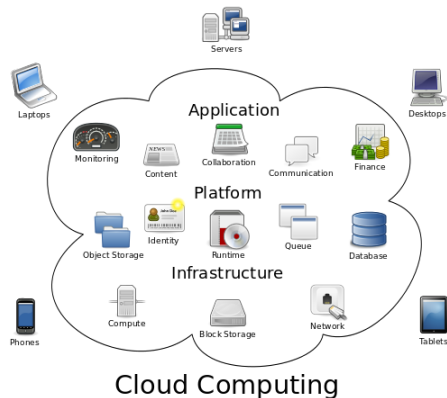 Servers
Laptops
Desktops
Application
Monitoring
NEWS
Content
Collaboration
Communication
Finance
Platform
Object Storage
Identity
Runtime
Queue
Database
Infrastructure
Compute
Block Storage
Network
Phones
Tablets
Cloud Computing